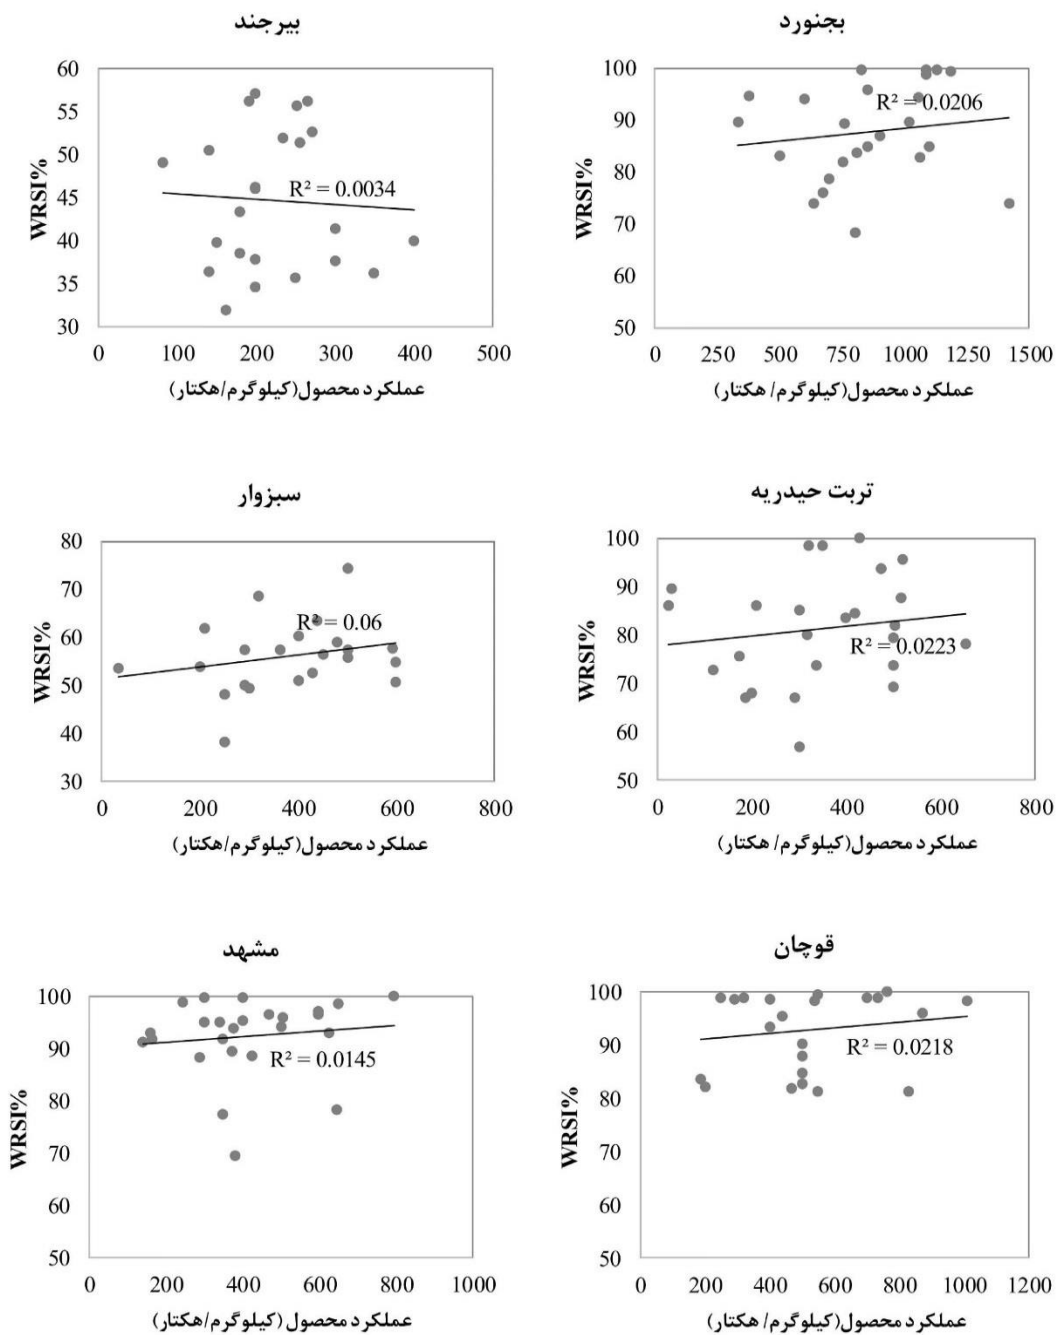 بیرجند
60
55
50
45
40
35
30
WRSI%
R² = 0.0034
0 100 200 300 400 500
عملکرد محصول(کیلوگرم/هکتار)
بجنورد
100
90
80
70
60
50
WRSI%
R² = 0.0206
0 250 500 750 1000 1250 1500
عملکرد محصول(کیلوگرم/ هکتار)
سبزوار
80
70
60
50
40
30
WRSI%
R² = 0.06
0 200 400 600 800
عملکرد محصول(کیلوگرم/هکتار)
تربت حیدریه
100
90
80
70
60
50
WRSI%
R² = 0.0223
0 200 400 600 800
عملکرد محصول(کیلوگرم/ هکتار)
مشهد
100
90
80
70
60
50
WRSI%
R² = 0.0145
0 200 400 600 800 1000
عملکرد محصول (کیلوگرم/هکتار)
قوچان
100
90
80
70
60
50
WRSI%
R² = 0.0218
0 200 400 600 800 1000 1200
عملکرد محصول(کیلوگرم/ هکتار)